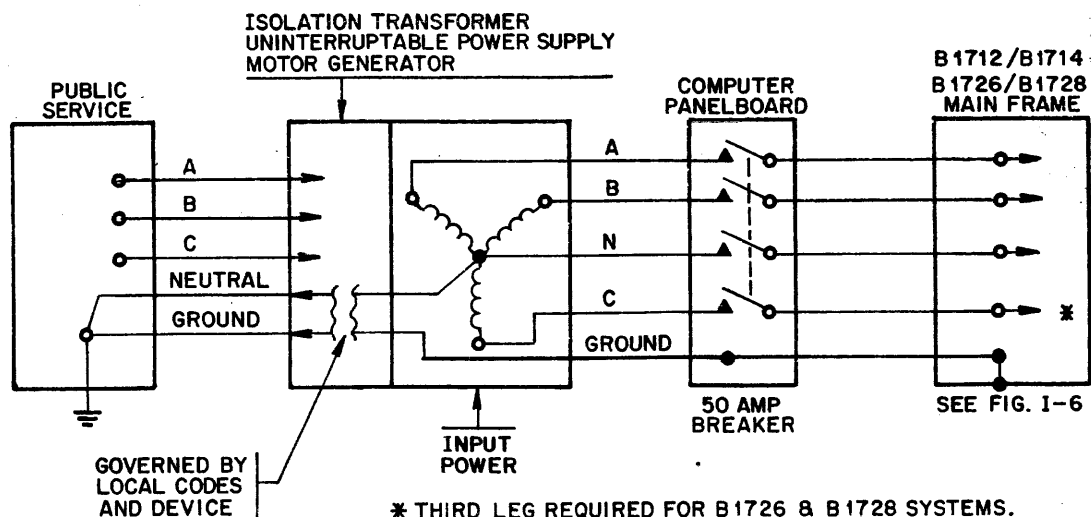 ISOLATION TRANSFORMER
UNINTERRUPTABLE POWER SUPPLY
MOTOR GENERATOR
PUBLIC
SERVICE
COMPUTER
PANELBOARD
B1712/B1714
B1726/B1728
MAIN FRAME
A
B
C
NEUTRAL
GROUND
A
B
N
C
GROUND
*
50 AMP
BREAKER
SEE FIG. I-6
INPUT
POWER
GOVERNED BY
LOCAL CODES
AND DEVICE
* THIRD LEG REQUIRED FOR B1726 & B1728 SYSTEMS.